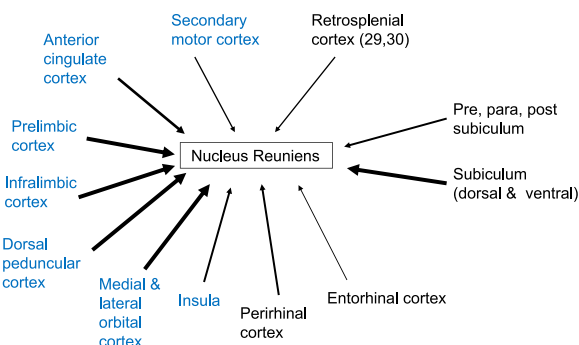 Secondary
motor cortex
Retrosplenial
cortex (29,30)
Anterior
cingulate
cortex
Pre, para, post
subiculum
Prelimbic
cortex
Nucleus Reuniens
Infralimbic
cortex
Subiculum
(dorsal & ventral)
Dorsal
peduncular
cortex
Medial &
lateral
orbital
cortex
Insula
Perirhinal
cortex
Entorhinal cortex